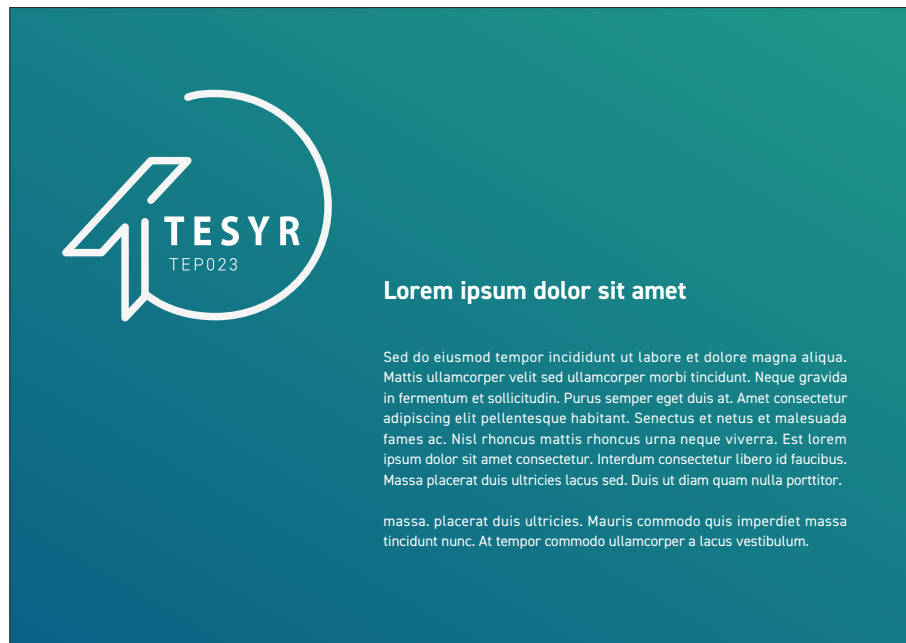 TESYR
TEP023
Lorem ipsum dolor sit amet
Sed do eiusmod tempor incididunt ut labore et dolore magna aliqua.
Mattis ullamcorper velit sed ullamcorper morbi tincidunt. Neque gravida
in fermentum et sollicitudin. Purus semper eget duis at. Amet consectetur
adipiscing elit pellentesque habitant. Senectus et netus et malesuada
fames ac. Nisl rhoncus mattis rhoncus urna neque viverra. Est lorem
ipsum dolor sit amet consectetur. Interdum consectetur libero id faucibus.
Massa placerat duis ultricies lacus sed. Duis ut diam quam nulla porttitor.
massa. placerat duis ultricies. Mauris commodo quis imperdiet massa
tincidunt nunc. At tempor commodo ullamcorper a lacus vestibulum.